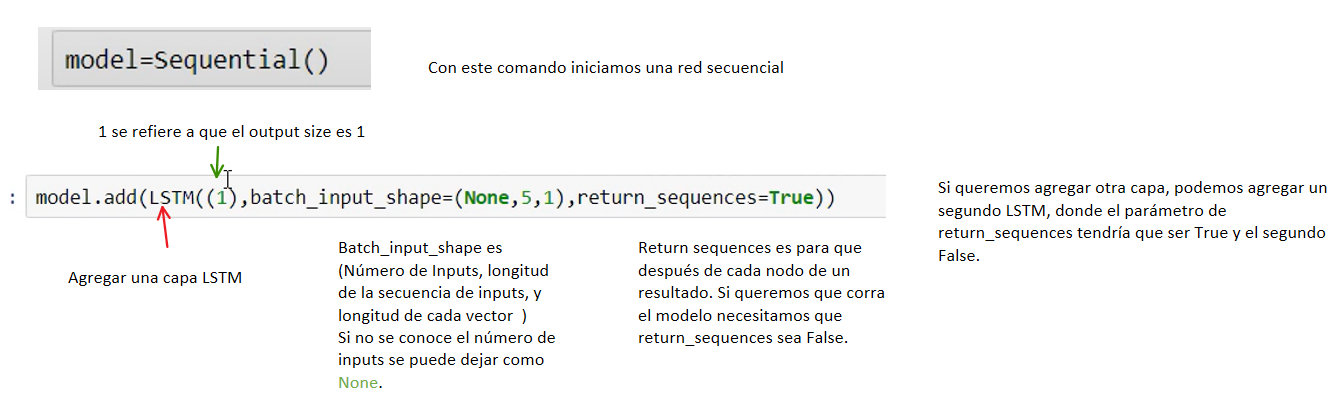 model=Sequential()
Con este comando iniciamos una red secuencial
1 se refiere a que el output size es 1
: model.add(LSTM((1),batch_input_shape=(None,5,1),return_sequences=True))
Agregar una capa LSTM
Batch_input_shape es
(Número de Inputs, longitud
de la secuencia de inputs, y
longitud de cada vector  )
Si no se conoce el número de
inputs se puede dejar como
None.
Return sequences es para que
después de cada nodo de un
resultado. Si queremos que corra
el modelo necesitamos que
return_sequences sea False.
Si queremos agregar otra capa, podemos agregar un
segundo LSTM, donde el parámetro de
return_sequences tendría que ser True y el segundo
False.